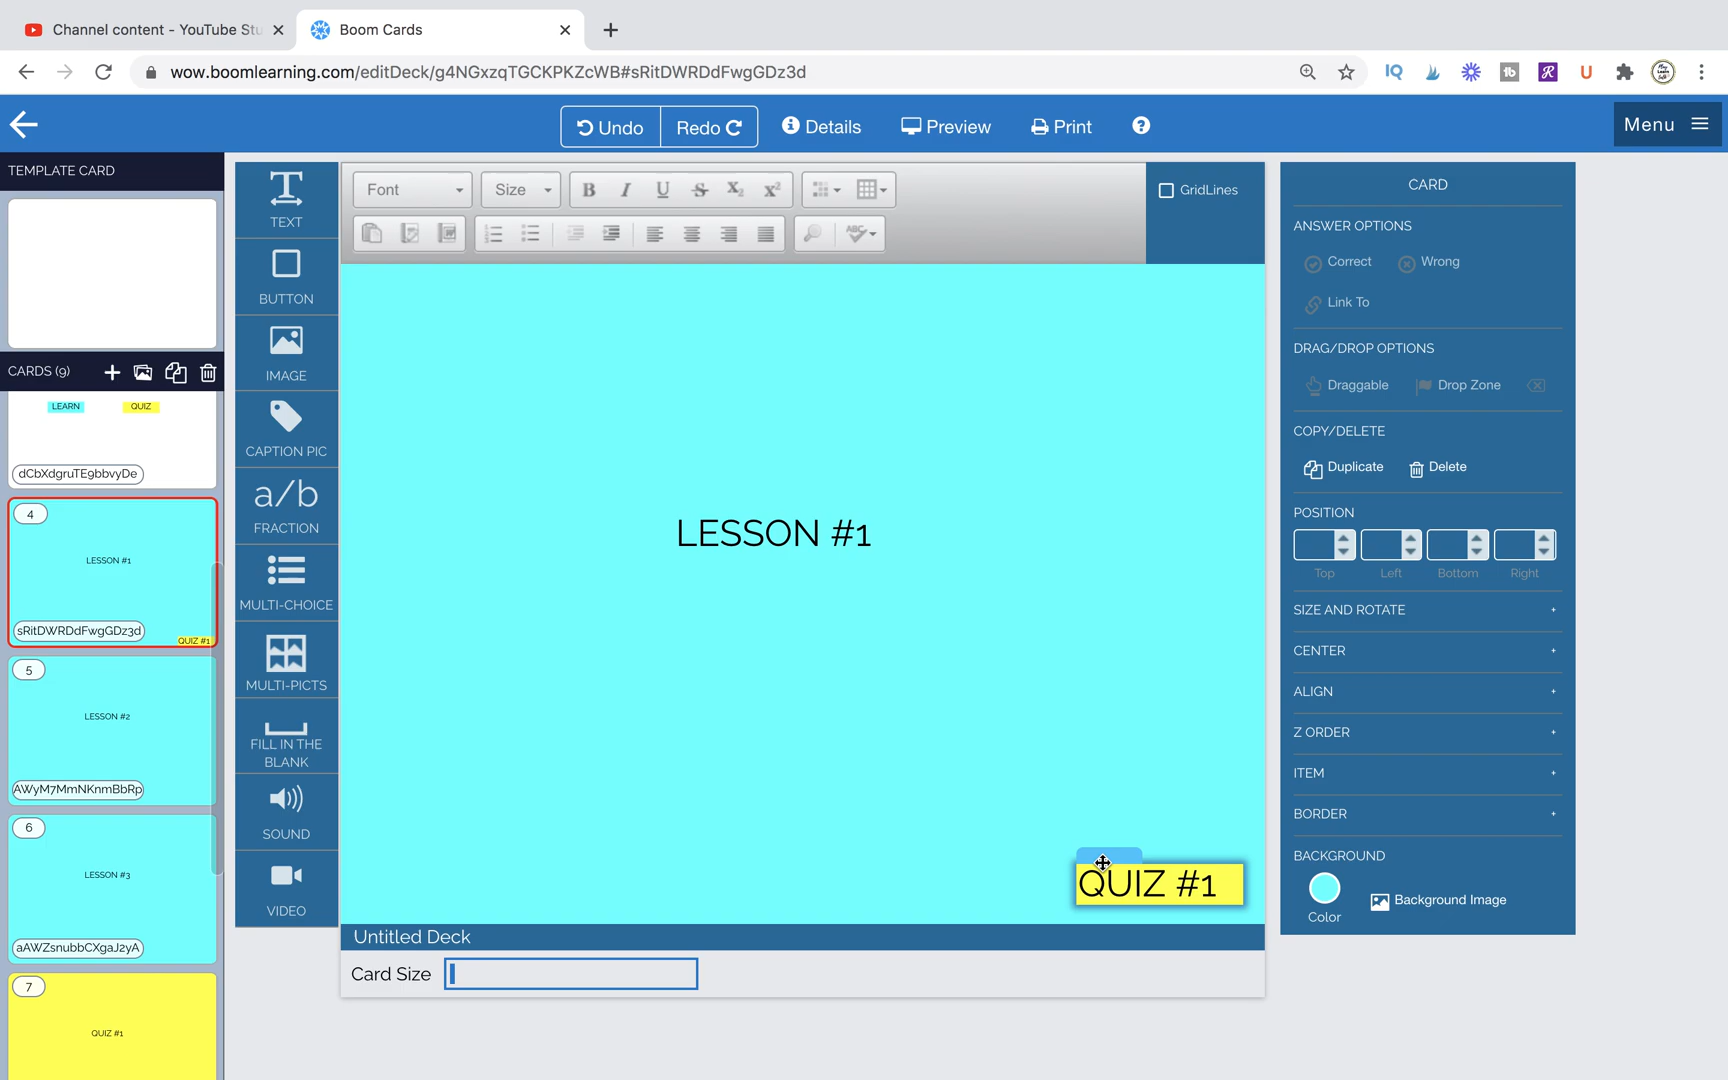 Channel content - YouTube Stu
Boom Cards
wow.boomlearning.com/editDeck/g4NGxzqTGCKPKZcWB#sRitDWRDdFwgGDz3d
IQ
tb
R
U
Undo
Redo
Details
Preview
Print
?
Menu
TEMPLATE CARD
CARDS (9)
LEARN
QUIZ
dCbXdgruTE9bbvyDe
4
LESSON #1
sRitDWRDdFwgGDz3d
QUIZ #1
5
LESSON #2
AWyM7MmNKnmBbRp
6
LESSON #3
aAWZsnubbCXgaJ2yA
7
QUIZ #1
TEXT
BUTTON
IMAGE
CAPTION PIC
a/b
FRACTION
MULTI-CHOICE
MULTI-PICTS
FILL IN THE
BLANK
SOUND
VIDEO
Font
Size
B I U S X₂ X²
ABC
GridLines
LESSON #1
QUIZ #1
Untitled Deck
Card Size
CARD
ANSWER OPTIONS
Correct
Wrong
Link To
DRAG/DROP OPTIONS
Draggable
Drop Zone
COPY/DELETE
Duplicate
Delete
POSITION
Top
Left
Bottom
Right
SIZE AND ROTATE +
CENTER +
ALIGN +
Z ORDER +
ITEM +
BORDER +
BACKGROUND
Color
Background Image